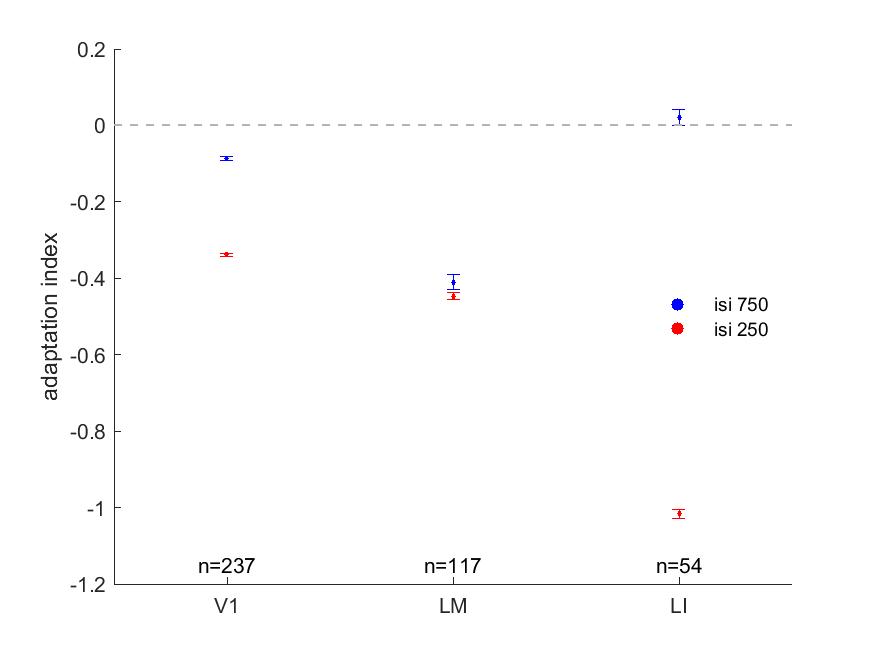 0.2
0
-0.2
-0.4
-0.6
-0.8
-1
-1.2
adaptation index
isi 750
isi 250
n=237
n=117
n=54
V1
LM
LI